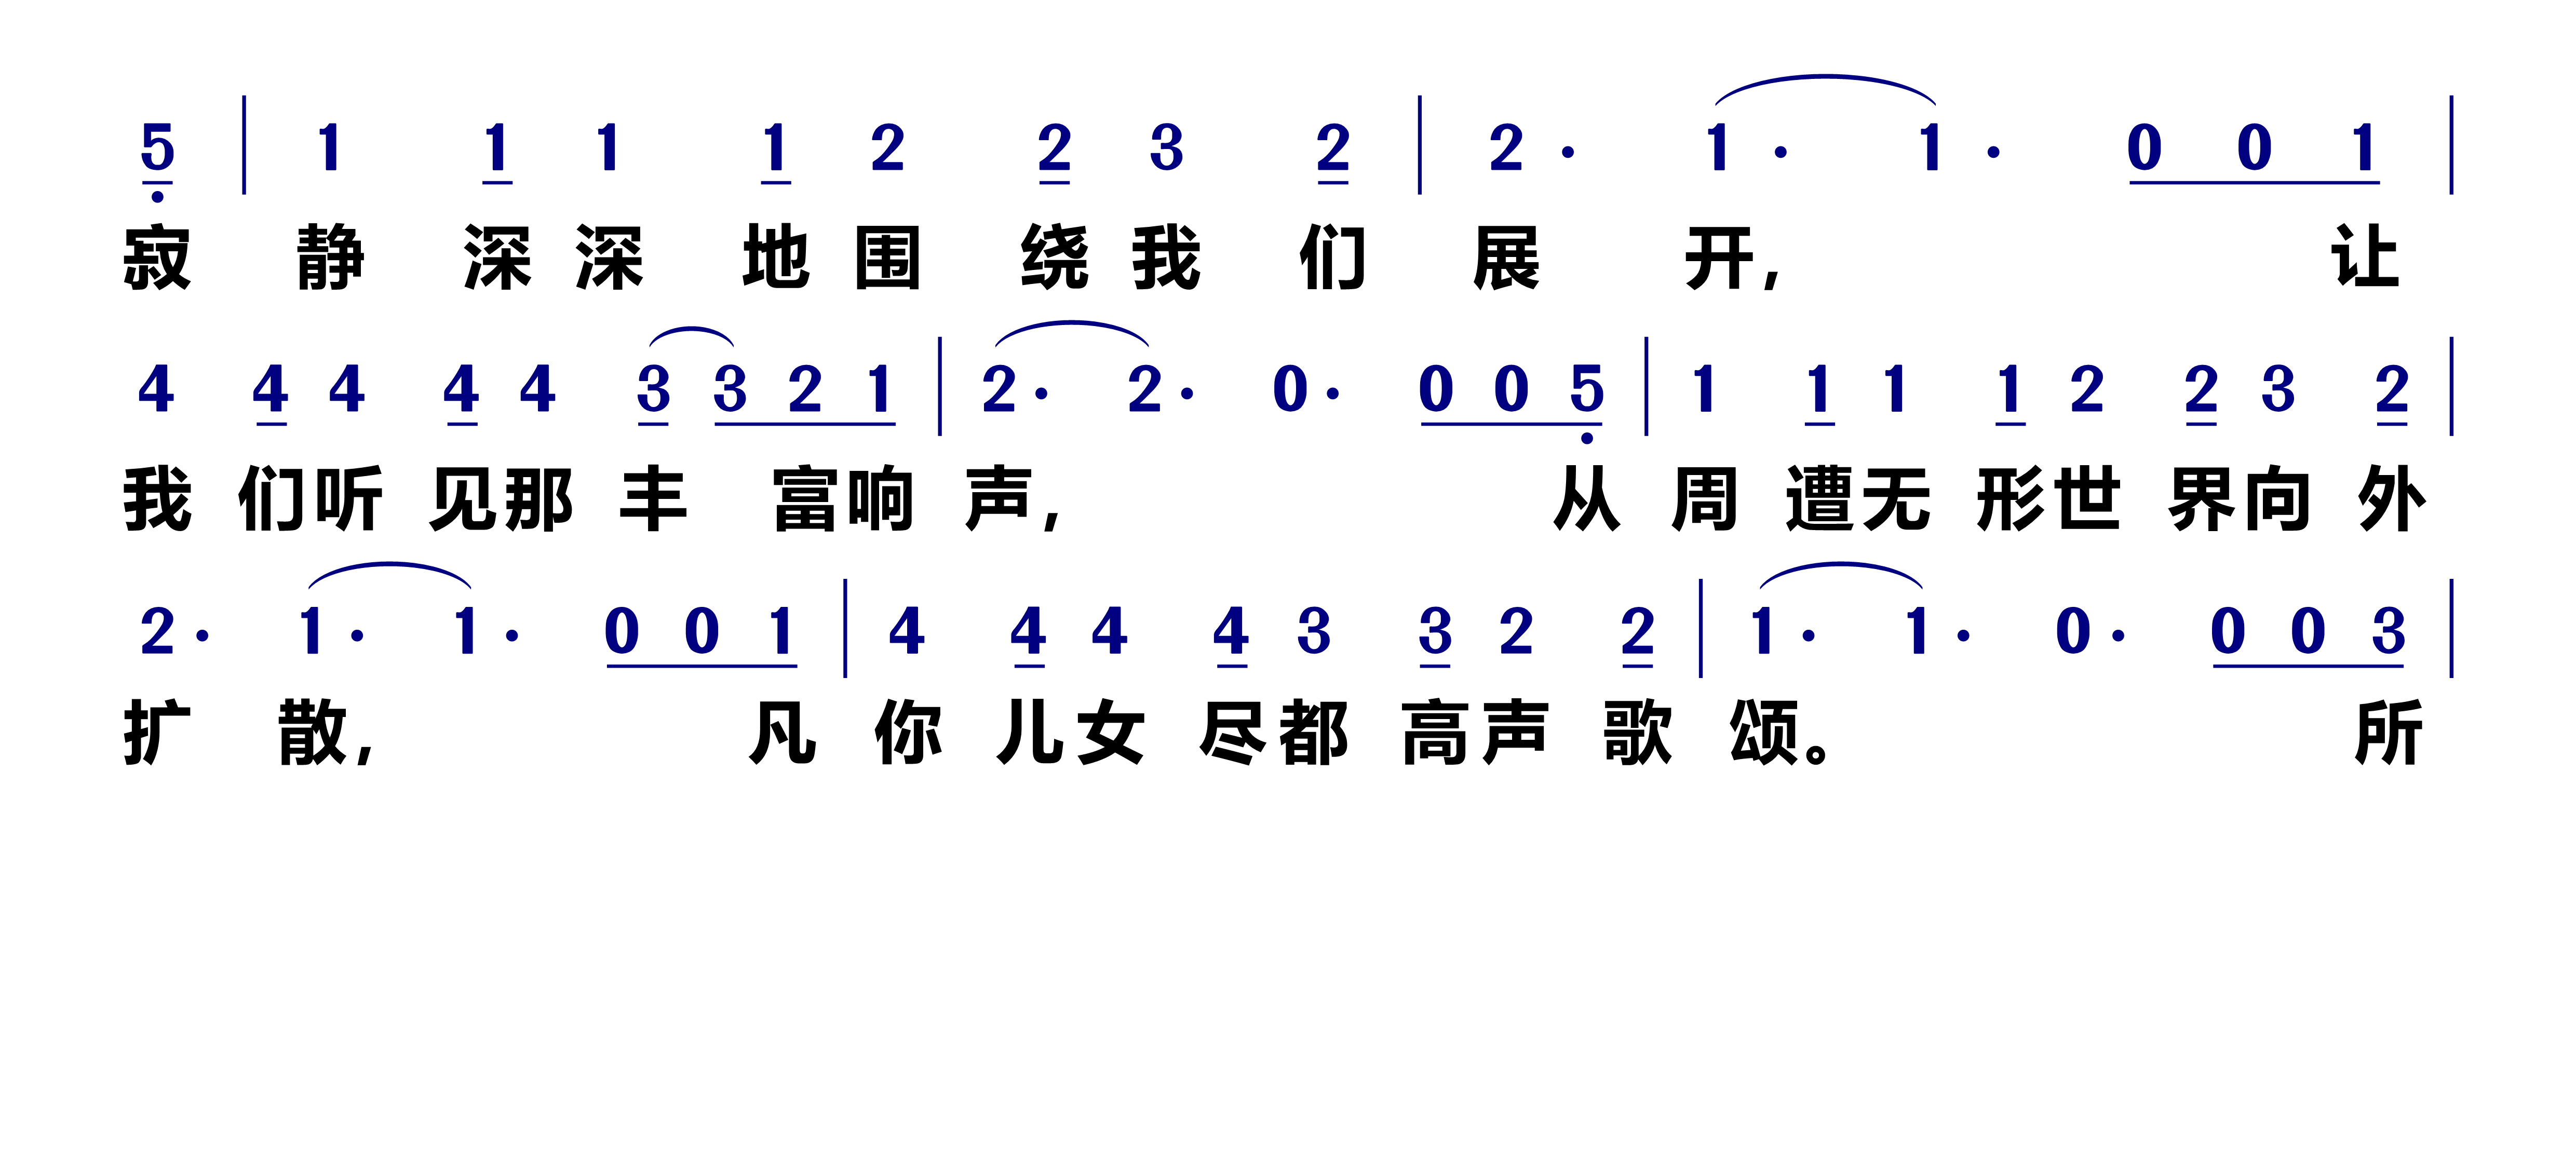 5 | 1 1 1 1 2 2 3 2 | 2 · 1 · 1 · 0 0 1 |
寂 静 深 深 地 围 绕 我 们 展 开, 让
4 4 4 4 4 3 3 2 1 | 2 · 2 · 0 · 0 0 5 | 1 1 1 1 2 2 3 2 |
我 们 听 见 那 丰 富 响 声, 从 周 遭 无 形 世 界 向 外
2 · 1 · 1 · 0 0 1 | 4 4 4 4 3 3 2 2 | 1 · 1 · 0 · 0 0 3 |
扩 散, 凡 你 儿 女 尽 都 高 声 歌 颂。 所